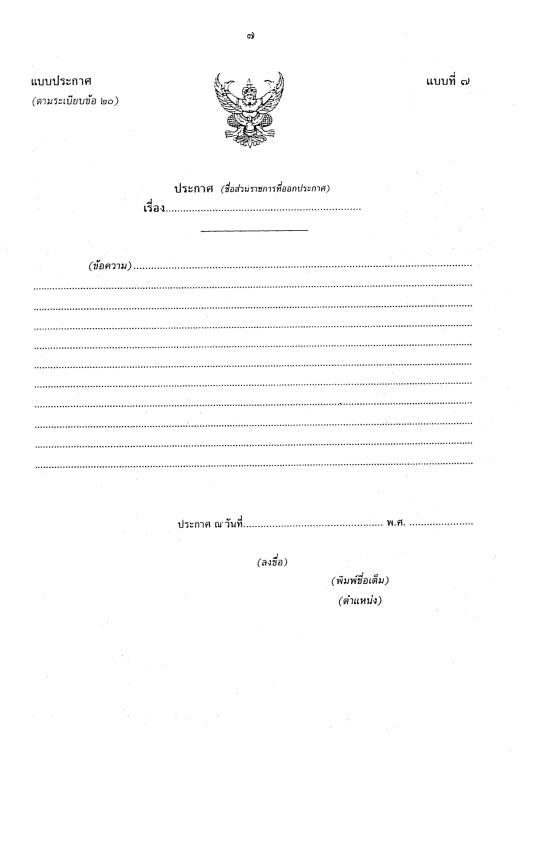 ๗
แบบประกาศ
แบบที่ ๗
(ตามระเบียบข้อ ๒๐)
ประกาศ (ชื่อส่วนราชการที่ออกประกาศ)
เรื่อง..................................................................
(ข้อความ)..................................................................
ประกาศ ณ วันที่................................................ พ.ศ. ......................
(ลงชื่อ)
(พิมพ์ชื่อเต็ม)
(ตำแหน่ง)